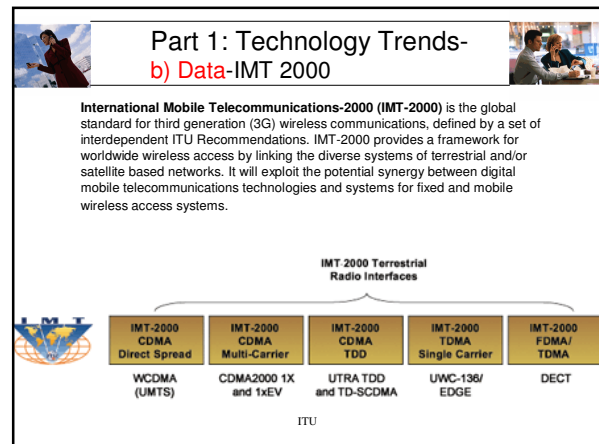 Part 1: Technology Trends-
b) Data-IMT 2000
International Mobile Telecommunications-2000 (IMT-2000) is the global
standard for third generation (3G) wireless communications, defined by a set of
interdependent ITU Recommendations. IMT-2000 provides a framework for
worldwide wireless access by linking the diverse systems of terrestrial and/or
satellite based networks. It will exploit the potential synergy between digital
mobile telecommunications technologies and systems for fixed and mobile
wireless access systems.
IMT-2000 Terrestrial
Radio Interfaces
I M T
IMT-2000
CDMA
Direct Spread
IMT-2000
CDMA
Multi-Carrier
IMT-2000
CDMA
TDD
IMT-2000
TDMA
Single Carrier
IMT-2000
FDMA/
TDMA
WCDMA
(UMTS)
CDMA2000 1X
and 1xEV
UTRA TDD
and TD-SCDMA
UWC-136/
EDGE
DECT
ITU